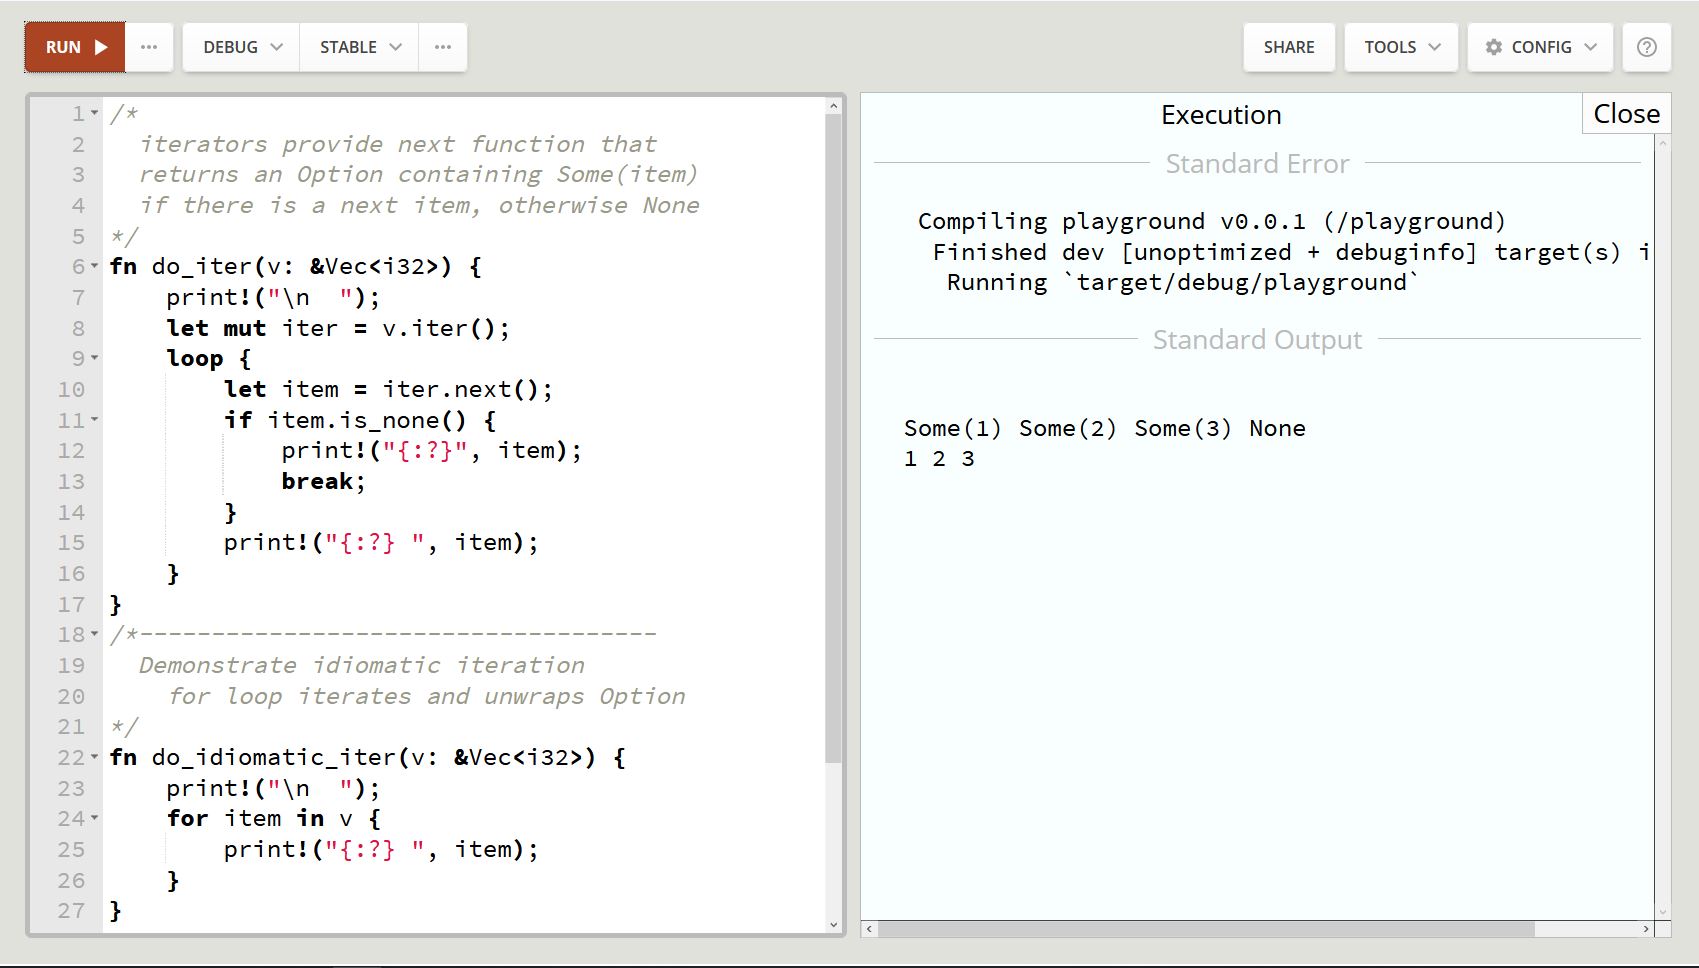 RUN ▶ ... DEBUG STABLE ... SHARE TOOLS CONFIG ?
1 /*
2   iterators provide next function that
3   returns an Option containing Some(item)
4   if there is a next item, otherwise None
5 */
6 fn do_iter(v: &Vec<i32>) {
7     print!("\n  ");
8     let mut iter = v.iter();
9     loop {
10         let item = iter.next();
11         if item.is_none() {
12             print!("{:?}", item);
13             break;
14         }
15         print!("{:?} ", item);
16     }
17 }
18 /*------------------------------------
19   Demonstrate idiomatic iteration
20     for loop iterates and unwraps Option
21 */
22 fn do_idiomatic_iter(v: &Vec<i32>) {
23     print!("\n  ");
24     for item in v {
25         print!("{:?} ", item);
26     }
27 }
Execution Close
Standard Error
Compiling playground v0.0.1 (/playground)
Finished dev [unoptimized + debuginfo] target(s) i
Running `target/debug/playground`
Standard Output
Some(1) Some(2) Some(3) None
1 2 3